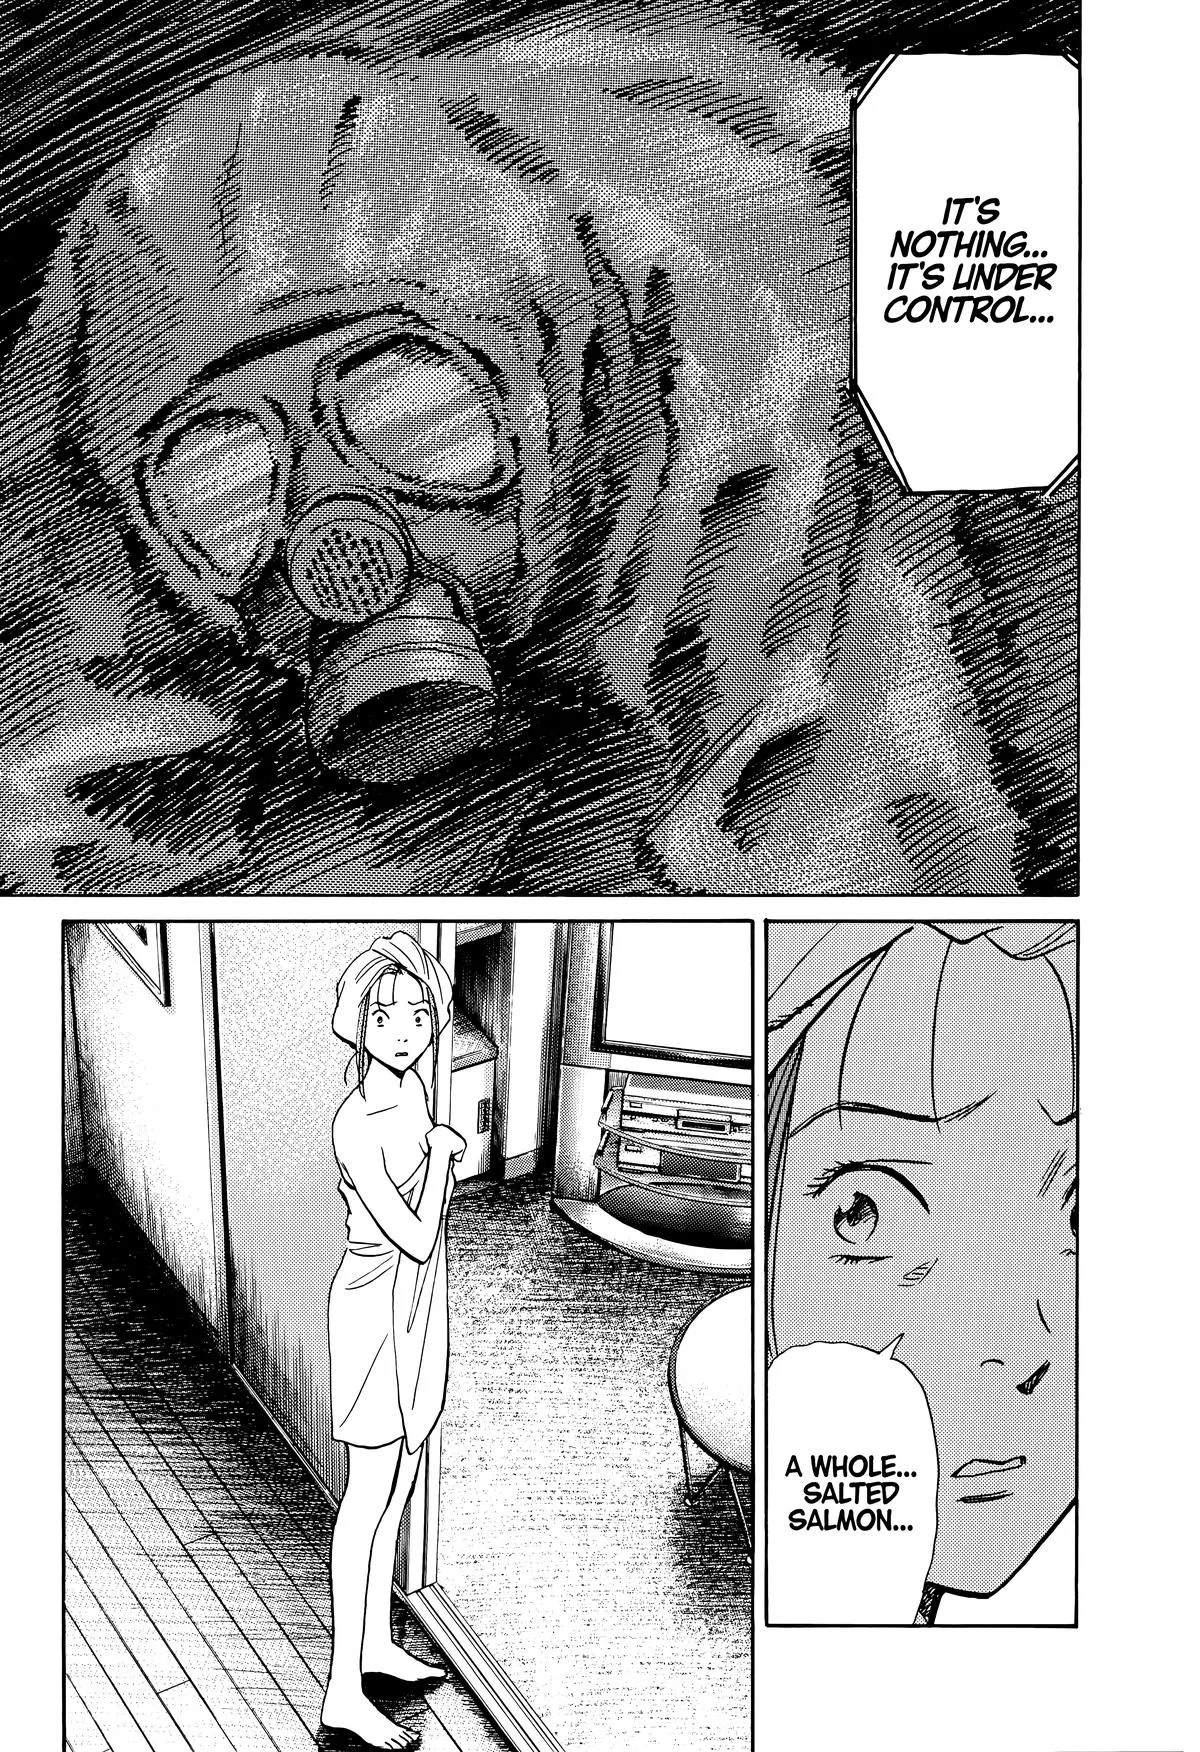 IT'S
NOTHING...
IT'S UNDER
CONTROL...
A WHOLE...
SALTED
SALMON...